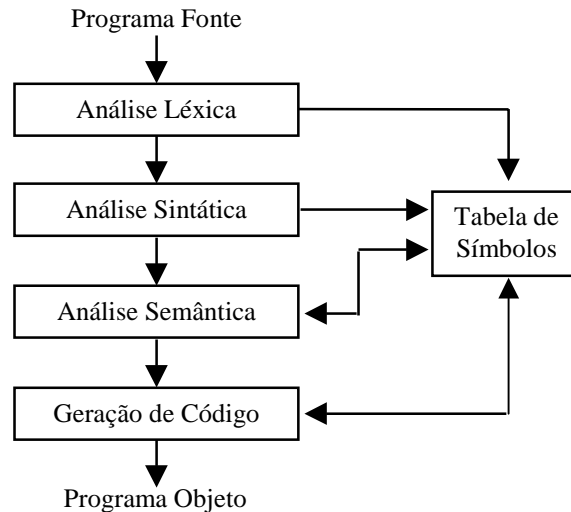 Programa Fonte
Análise Léxica
Análise Sintática
Tabela de
Símbolos
Análise Semântica
Geração de Código
Programa Objeto